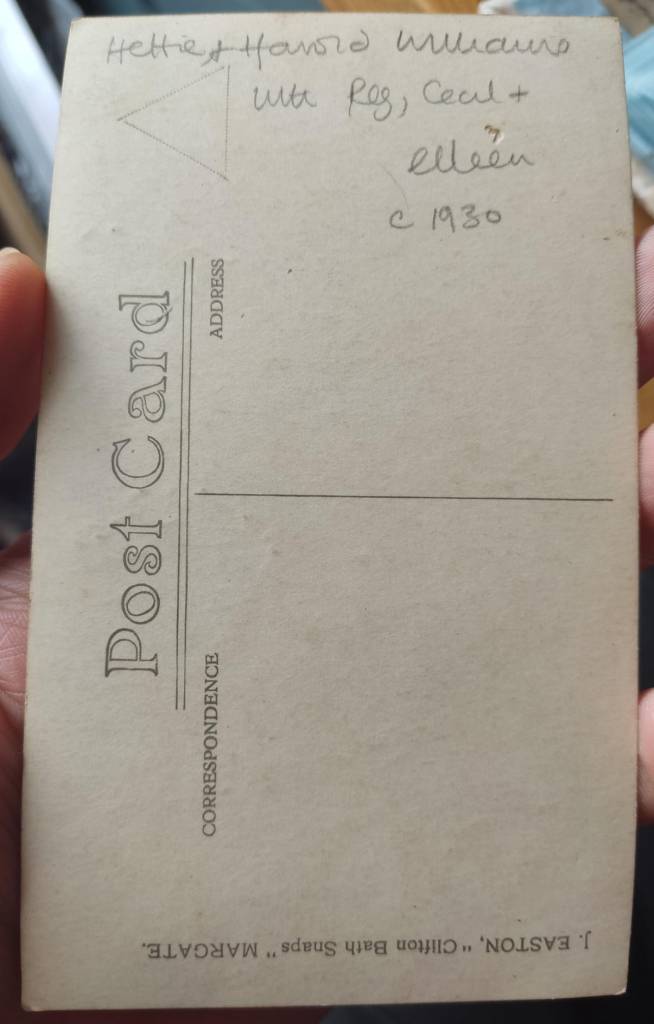 Hettie, + Harold Williams
with Reg, Cecil +
Eileen
c 1930
Post Card
ADDRESS
CORRESPONDENCE
J. EASTON, "Clifton Bath Snaps" MARGATE.